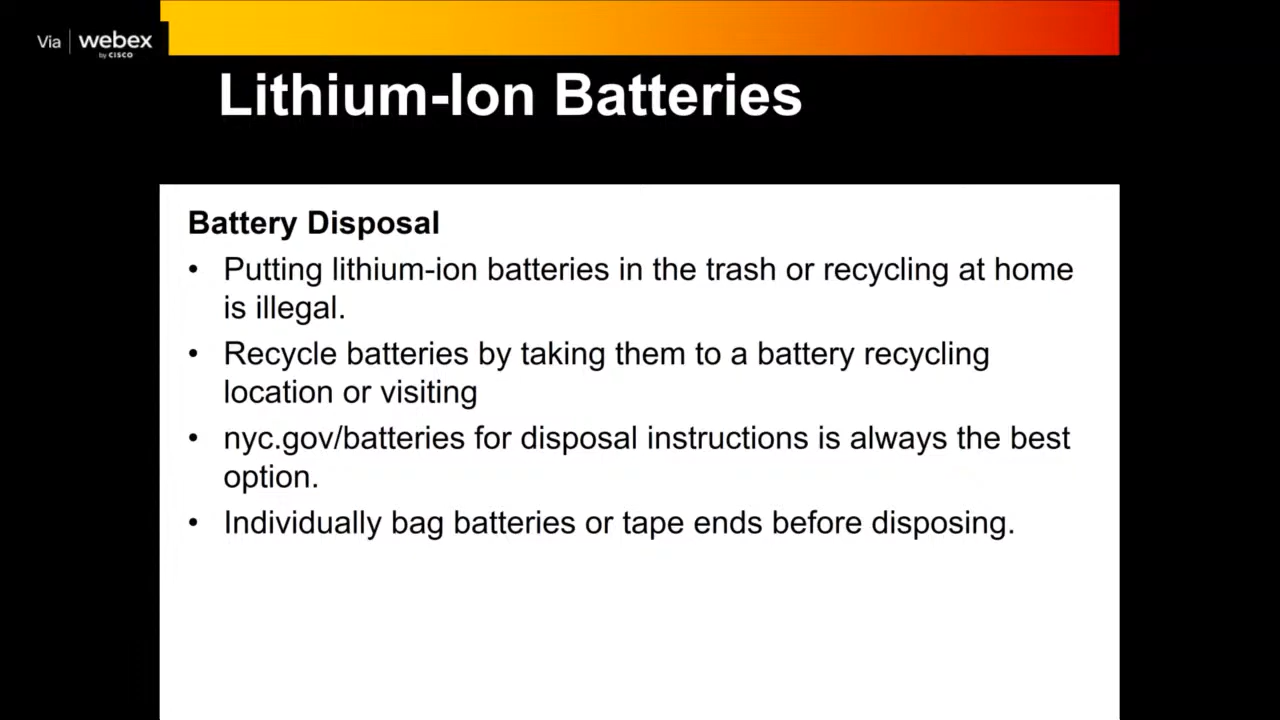 Via webex
by CISCO
Lithium-Ion Batteries
Battery Disposal
• Putting lithium-ion batteries in the trash or recycling at home
is illegal.
• Recycle batteries by taking them to a battery recycling
location or visiting
• nyc.gov/batteries for disposal instructions is always the best
option.
• Individually bag batteries or tape ends before disposing.